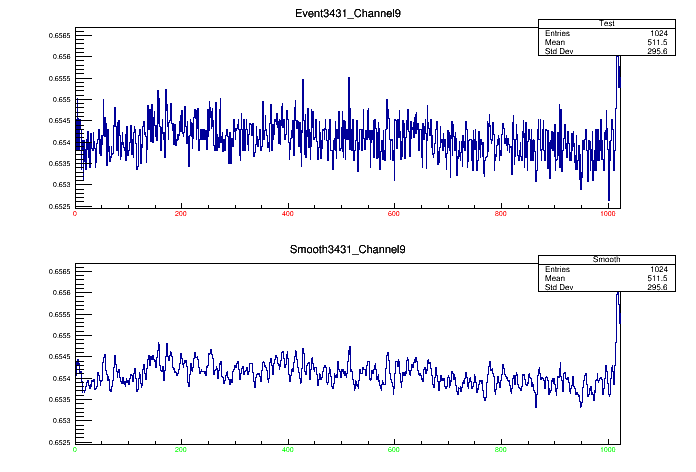 Event3431_Channel9
Test
Entries 1024
Mean 511.5
Std Dev 295.6
0.6565
0.656
0.6555
0.655
0.6545
0.654
0.6535
0.653
0.6525
0 200 400 600 800 1000
Smooth3431_Channel9
Smooth
Entries 1024
Mean 511.5
Std Dev 295.6
0.6565
0.656
0.6555
0.655
0.6545
0.654
0.6535
0.653
0.6525
0 200 400 600 800 1000